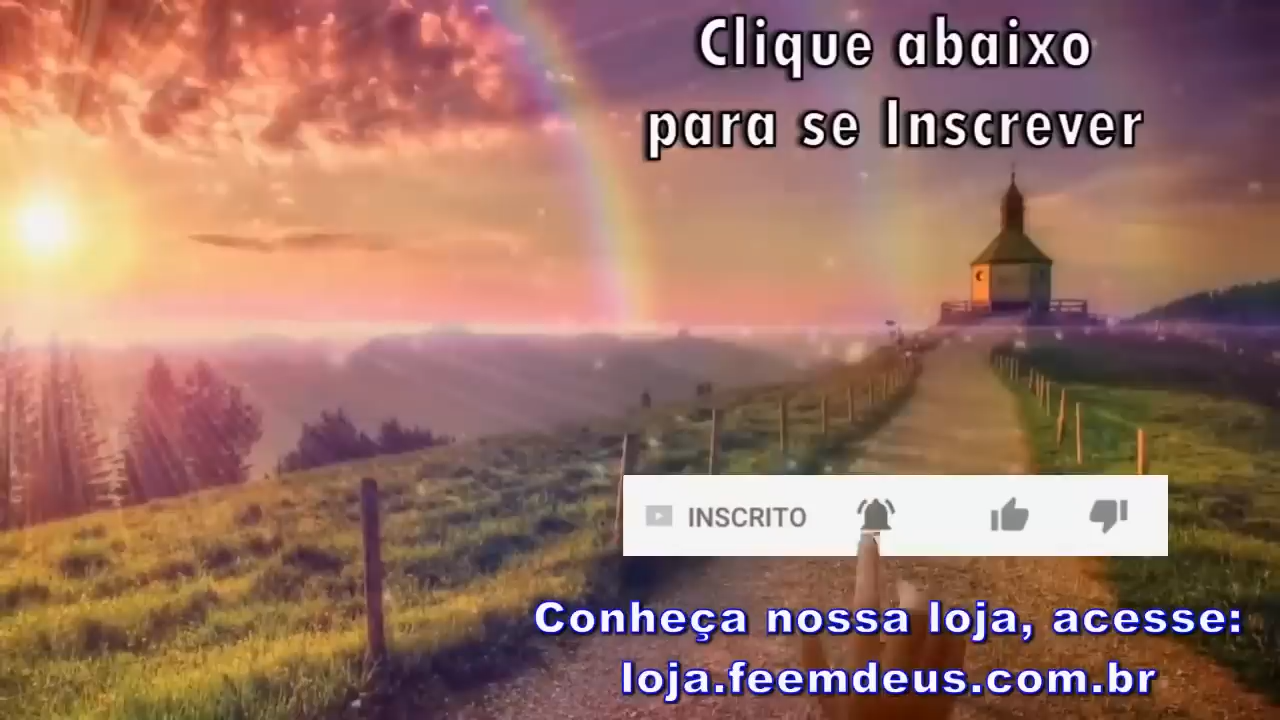 Clique abaixo
para se Inscrever
INSCRITO
Conheça nossa loja, acesse:
loja.feemdeus.com.br